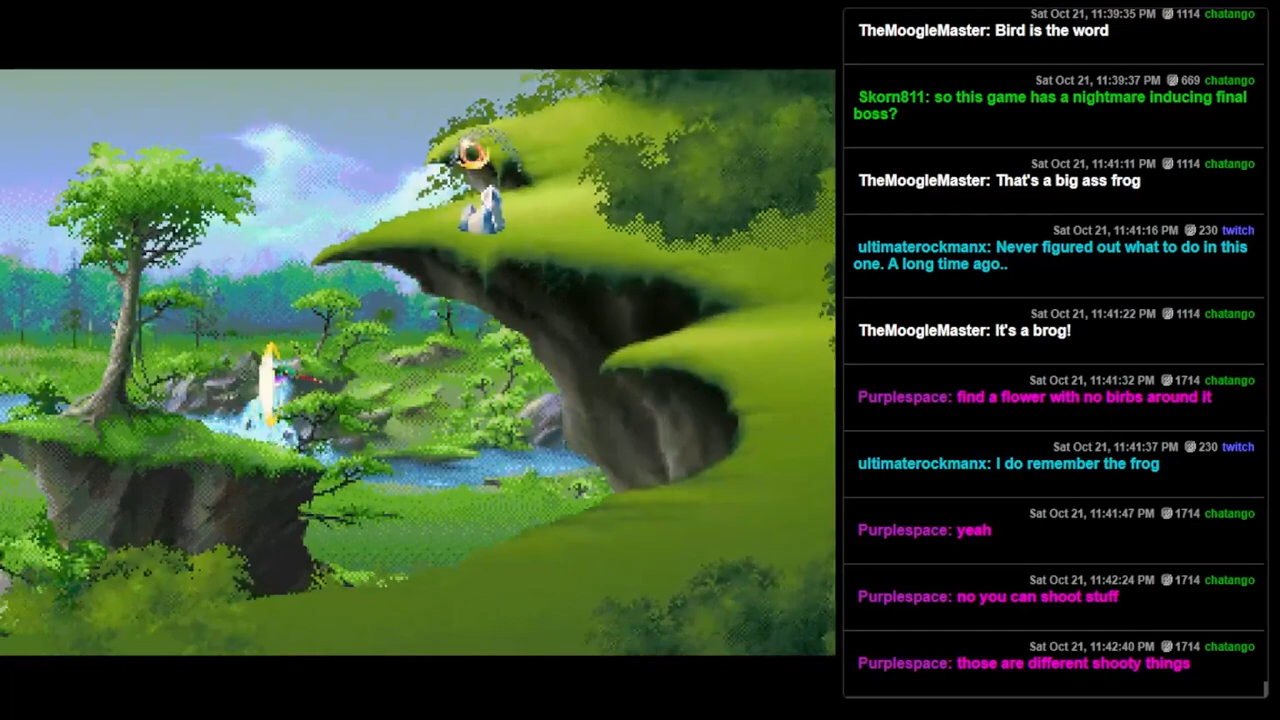 Sat Oct 21, 11:39:35 PM 1114 chatango
TheMoogleMaster: Bird is the word
Sat Oct 21, 11:39:37 PM 669 chatango
Skorn811: so this game has a nightmare inducing final
boss?
Sat Oct 21, 11:41:11 PM 1114 chatango
TheMoogleMaster: That's a big ass frog
Sat Oct 21, 11:41:16 PM 230 twitch
ultimaterockmanx: Never figured out what to do in this
one. A long time ago..
Sat Oct 21, 11:41:22 PM 1114 chatango
TheMoogleMaster: It's a brog!
Sat Oct 21, 11:41:32 PM 1714 chatango
Purplespace: find a flower with no birbs around it
Sat Oct 21, 11:41:37 PM 230 twitch
ultimaterockmanx: I do remember the frog
Sat Oct 21, 11:41:47 PM 1714 chatango
Purplespace: yeah
Sat Oct 21, 11:42:24 PM 1714 chatango
Purplespace: no you can shoot stuff
Sat Oct 21, 11:42:40 PM 1714 chatango
Purplespace: those are different shooty things